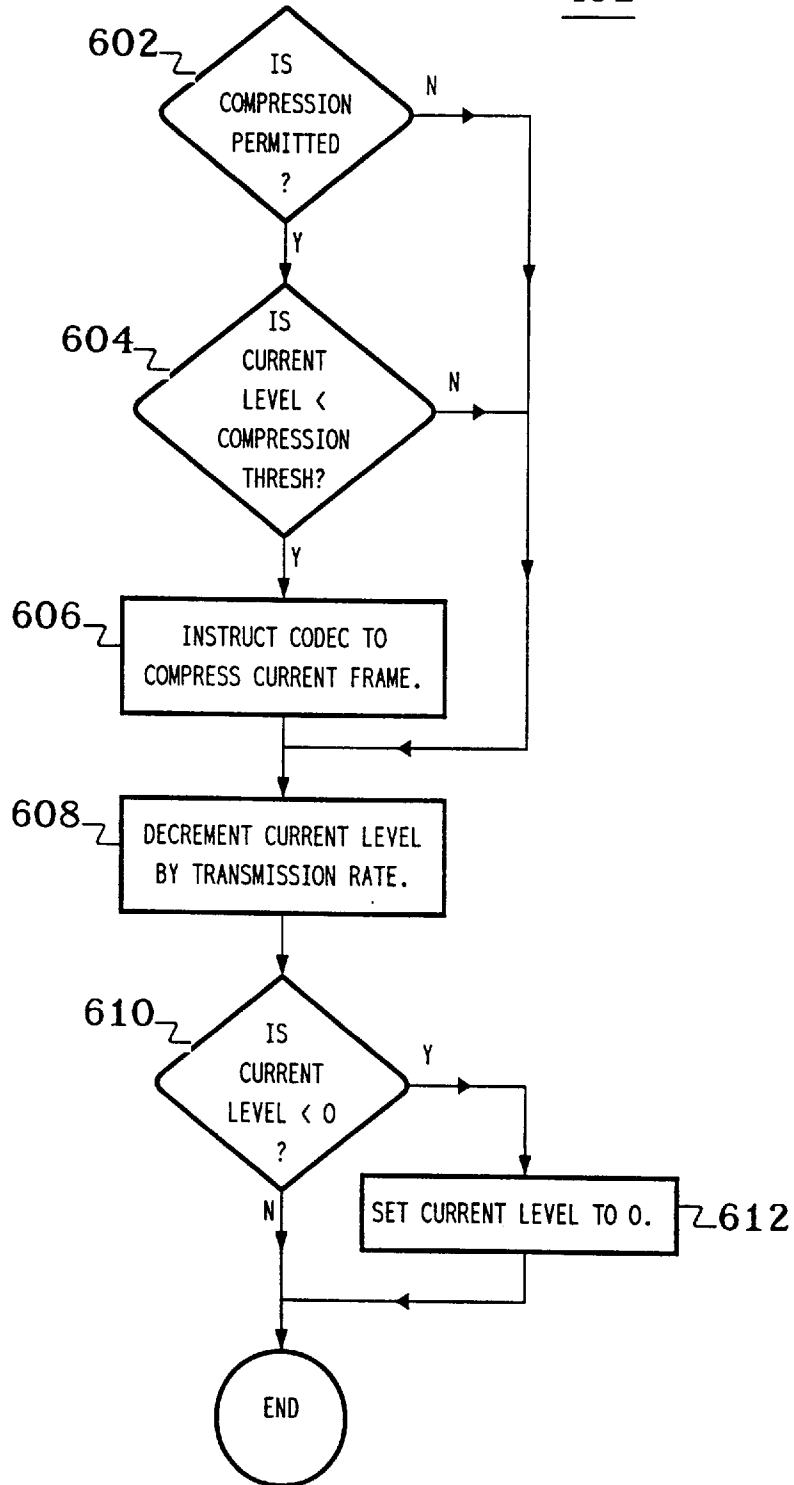 602
IS
COMPRESSION
PERMITTED
?
N
Y
604
IS
CURRENT
LEVEL <
COMPRESSION
THRESH?
N
Y
606
INSTRUCT CODEC TO
COMPRESS CURRENT FRAME.
608
DECREMENT CURRENT LEVEL
BY TRANSMISSION RATE.
610
IS
CURRENT
LEVEL < 0
?
Y
N
SET CURRENT LEVEL TO 0.
612
END